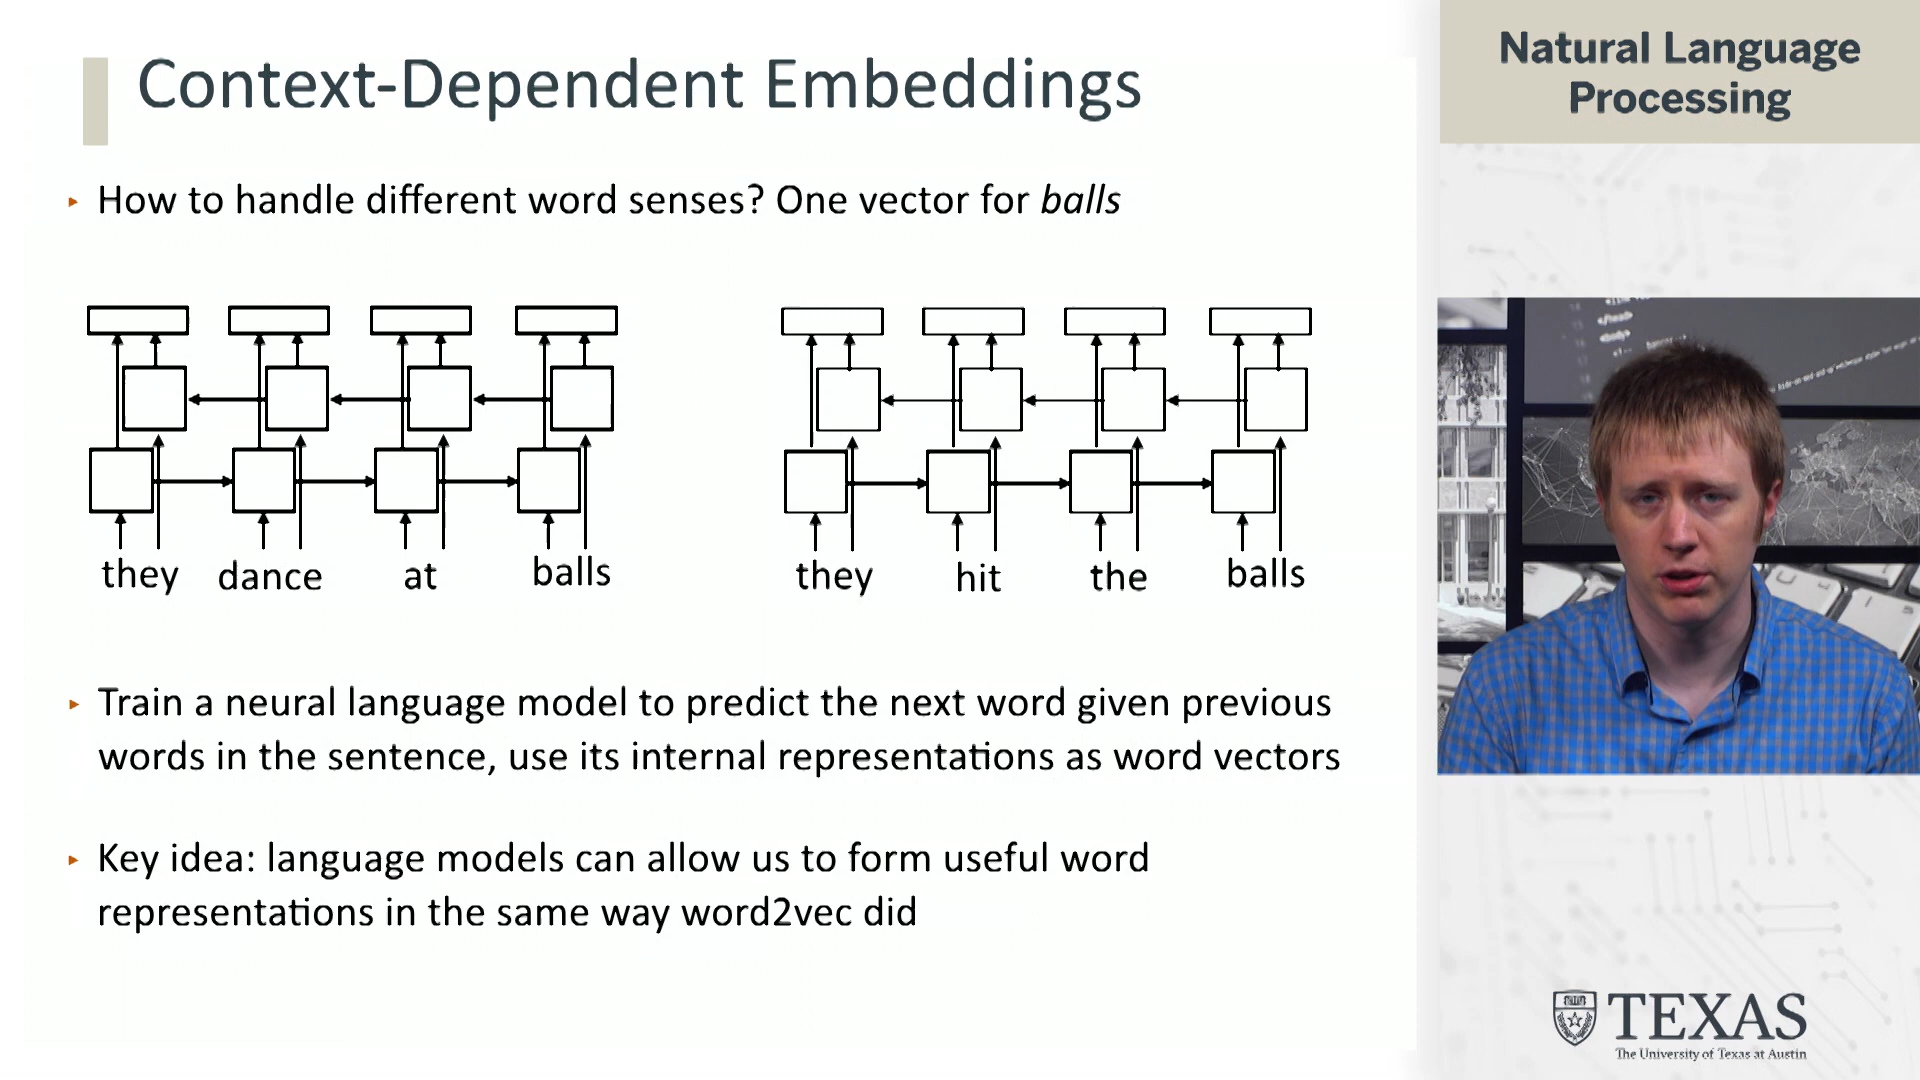 Context-Dependent Embeddings
Natural Language
Processing
‣ How to handle different word senses? One vector for balls
they dance at balls
they hit the balls
‣ Train a neural language model to predict the next word given previous
words in the sentence, use its internal representations as word vectors
‣ Key idea: language models can allow us to form useful word
representations in the same way word2vec did
TEXAS
The University of Texas at Austin